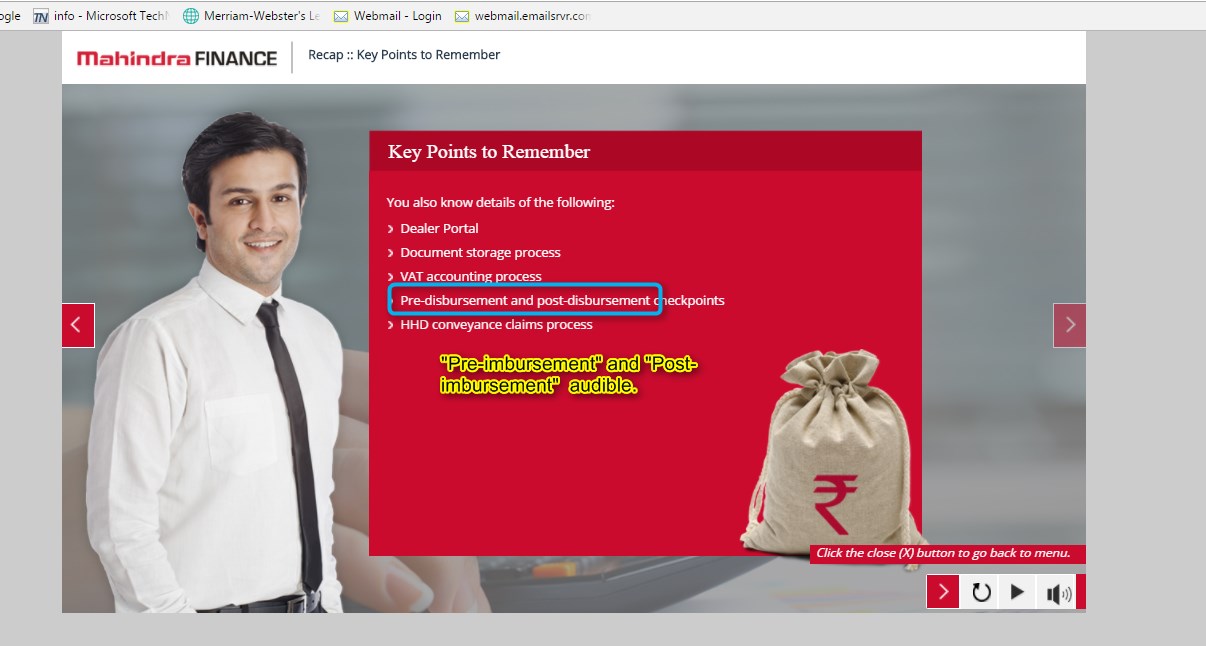 ogle info - Microsoft Tech Merriam-Webster's Le Webmail - Login webmail.emailsrvr.con
Mahindra FINANCE Recap :: Key Points to Remember
Key Points to Remember
You also know details of the following:
› Dealer Portal
› Document storage process
› VAT accounting process
› Pre-disbursement and post-disbursement checkpoints
› HHD conveyance claims process
"Pre-imbursement" and "Post-
imbursement" audible.
₹
Click the close (X) button to go back to menu.